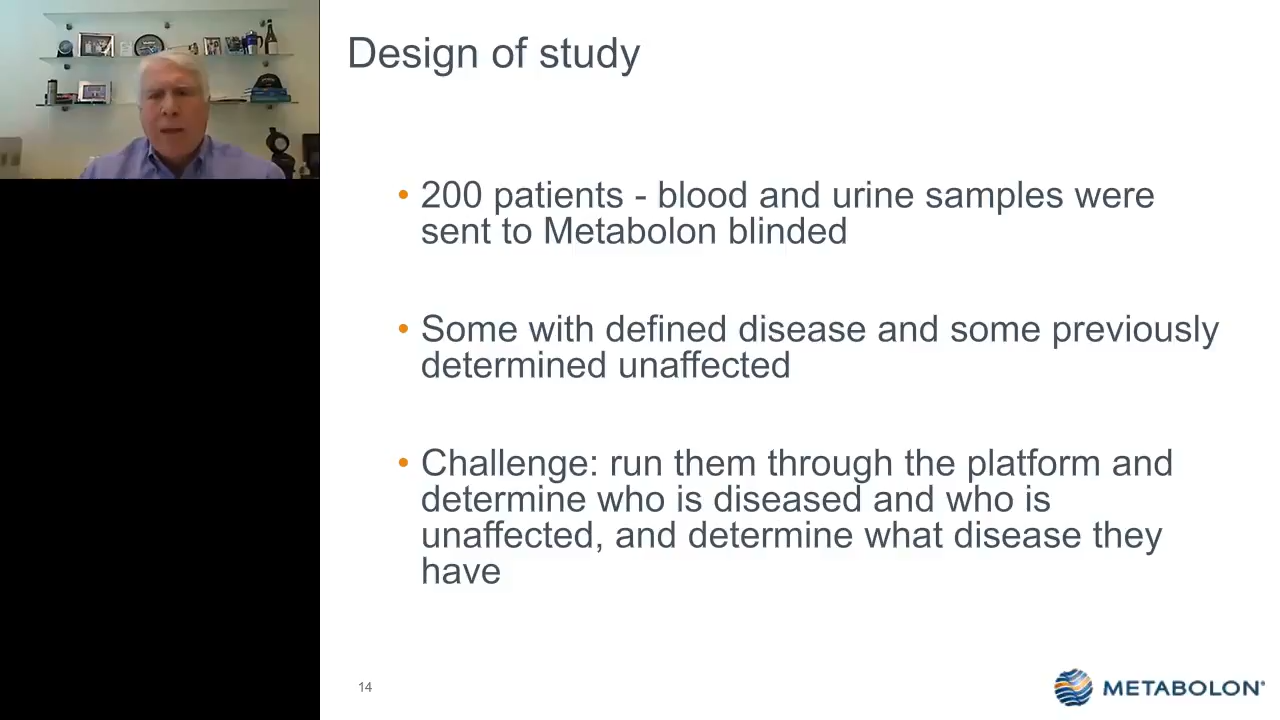 Design of study
• 200 patients - blood and urine samples were
sent to Metabolon blinded
• Some with defined disease and some previously
determined unaffected
• Challenge: run them through the platform and
determine who is diseased and who is
unaffected, and determine what disease they
have
14
METABOLON®